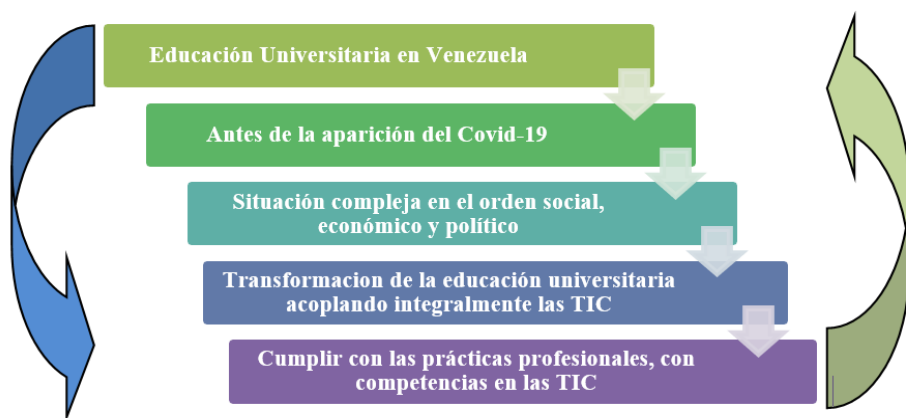 Educación Universitaria en Venezuela
Antes de la aparición del Covid-19
Situación compleja en el orden social,
económico y político
Transformacion de la educación universitaria
acoplando integralmente las TIC
Cumplir con las prácticas profesionales, con
competencias en las TIC